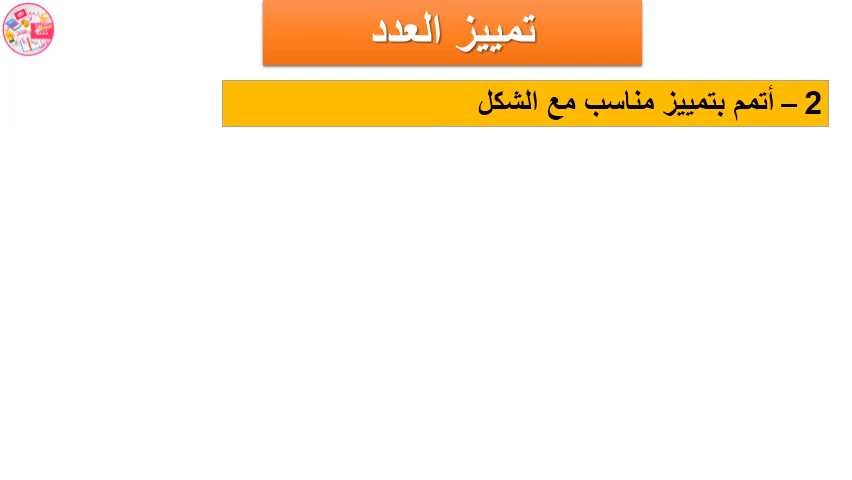 تمييز العدد
2 – أتمم بتمييز مناسب مع الشكل